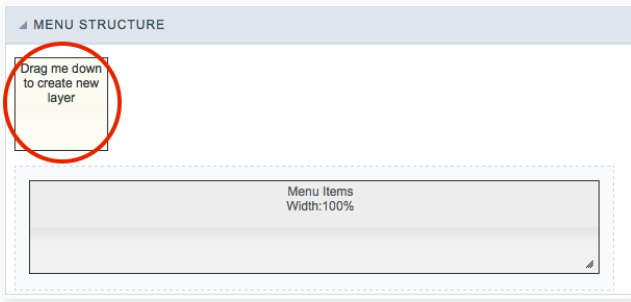 MENU STRUCTURE
Drag me down
to create new
layer
Menu Items
Width:100%